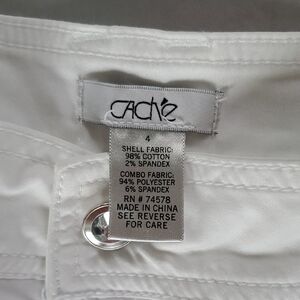 CAChé
4
SHELL FABRIC:
98% COTTON
2% SPANDEX
COMBO FABRIC:
94% POLYESTER
6% SPANDEX
RN # 74578
MADE IN CHINA
SEE REVERSE
FOR CARE